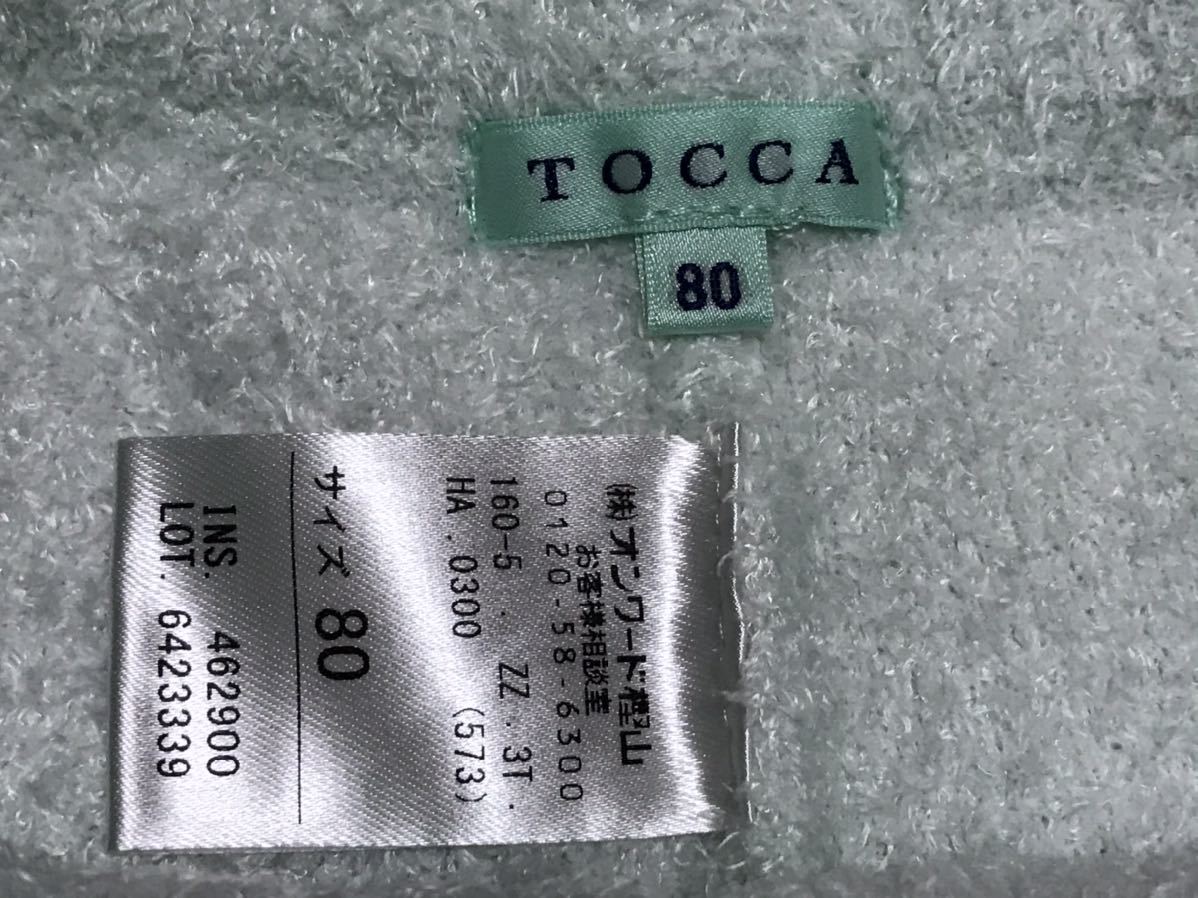 TOCCA
80
(株)オンワード樫山
お客様相談室
0120-58-6300
160-5. ZZ.3T.
HA.0300 (573)
サイズ 80
INS. 462900
LOT. 6423339